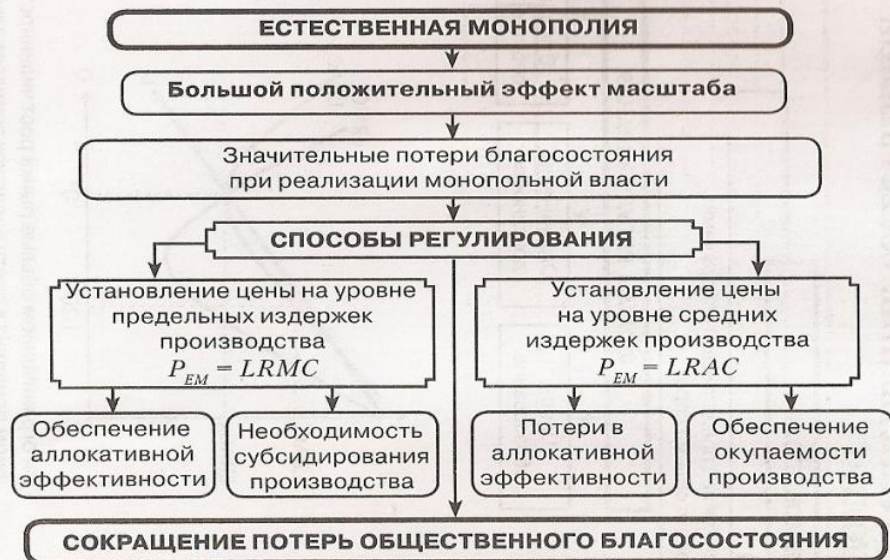 ЕСТЕСТВЕННАЯ МОНОПОЛИЯ
Большой положительный эффект масштаба
Значительные потери благосостояния
при реализации монопольной власти
СПОСОБЫ РЕГУЛИРОВАНИЯ
Установление цены на уровне
предельных издержек
производства
P_EM = LRMC
Установление цены
на уровне средних
издержек производства
P_EM = LRAC
Обеспечение
аллокативной
эффективности
Необходимость
субсидирования
производства
Потери в
аллокативной
эффективности
Обеспечение
окупаемости
производства
СОКРАЩЕНИЕ ПОТЕРЬ ОБЩЕСТВЕННОГО БЛАГОСОСТОЯНИЯ